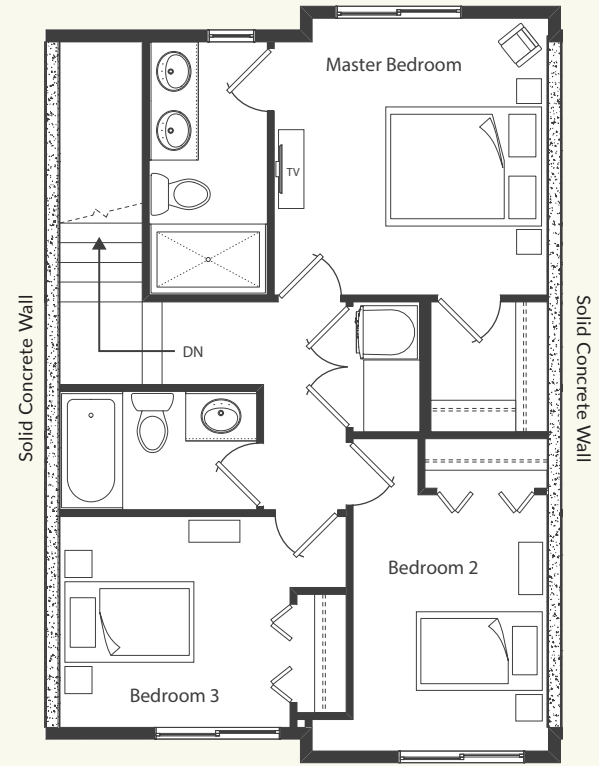 Master Bedroom
TV
Solid Concrete Wall
Solid Concrete Wall
DN
Bedroom 2
Bedroom 3